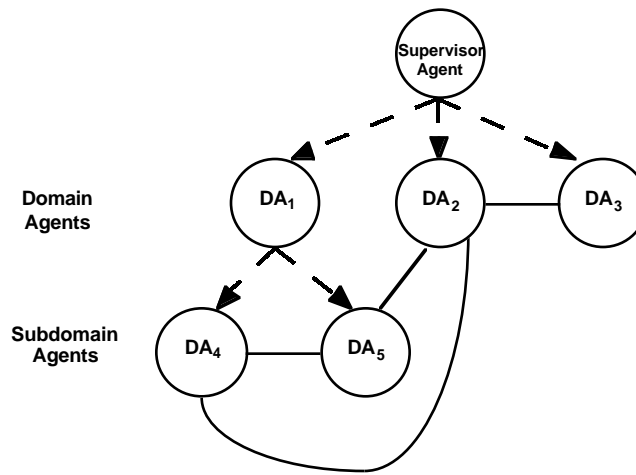 Supervisor
Agent
Domain
Agents
DA₁
DA₂
DA₃
Subdomain
Agents
DA₄
DA₅